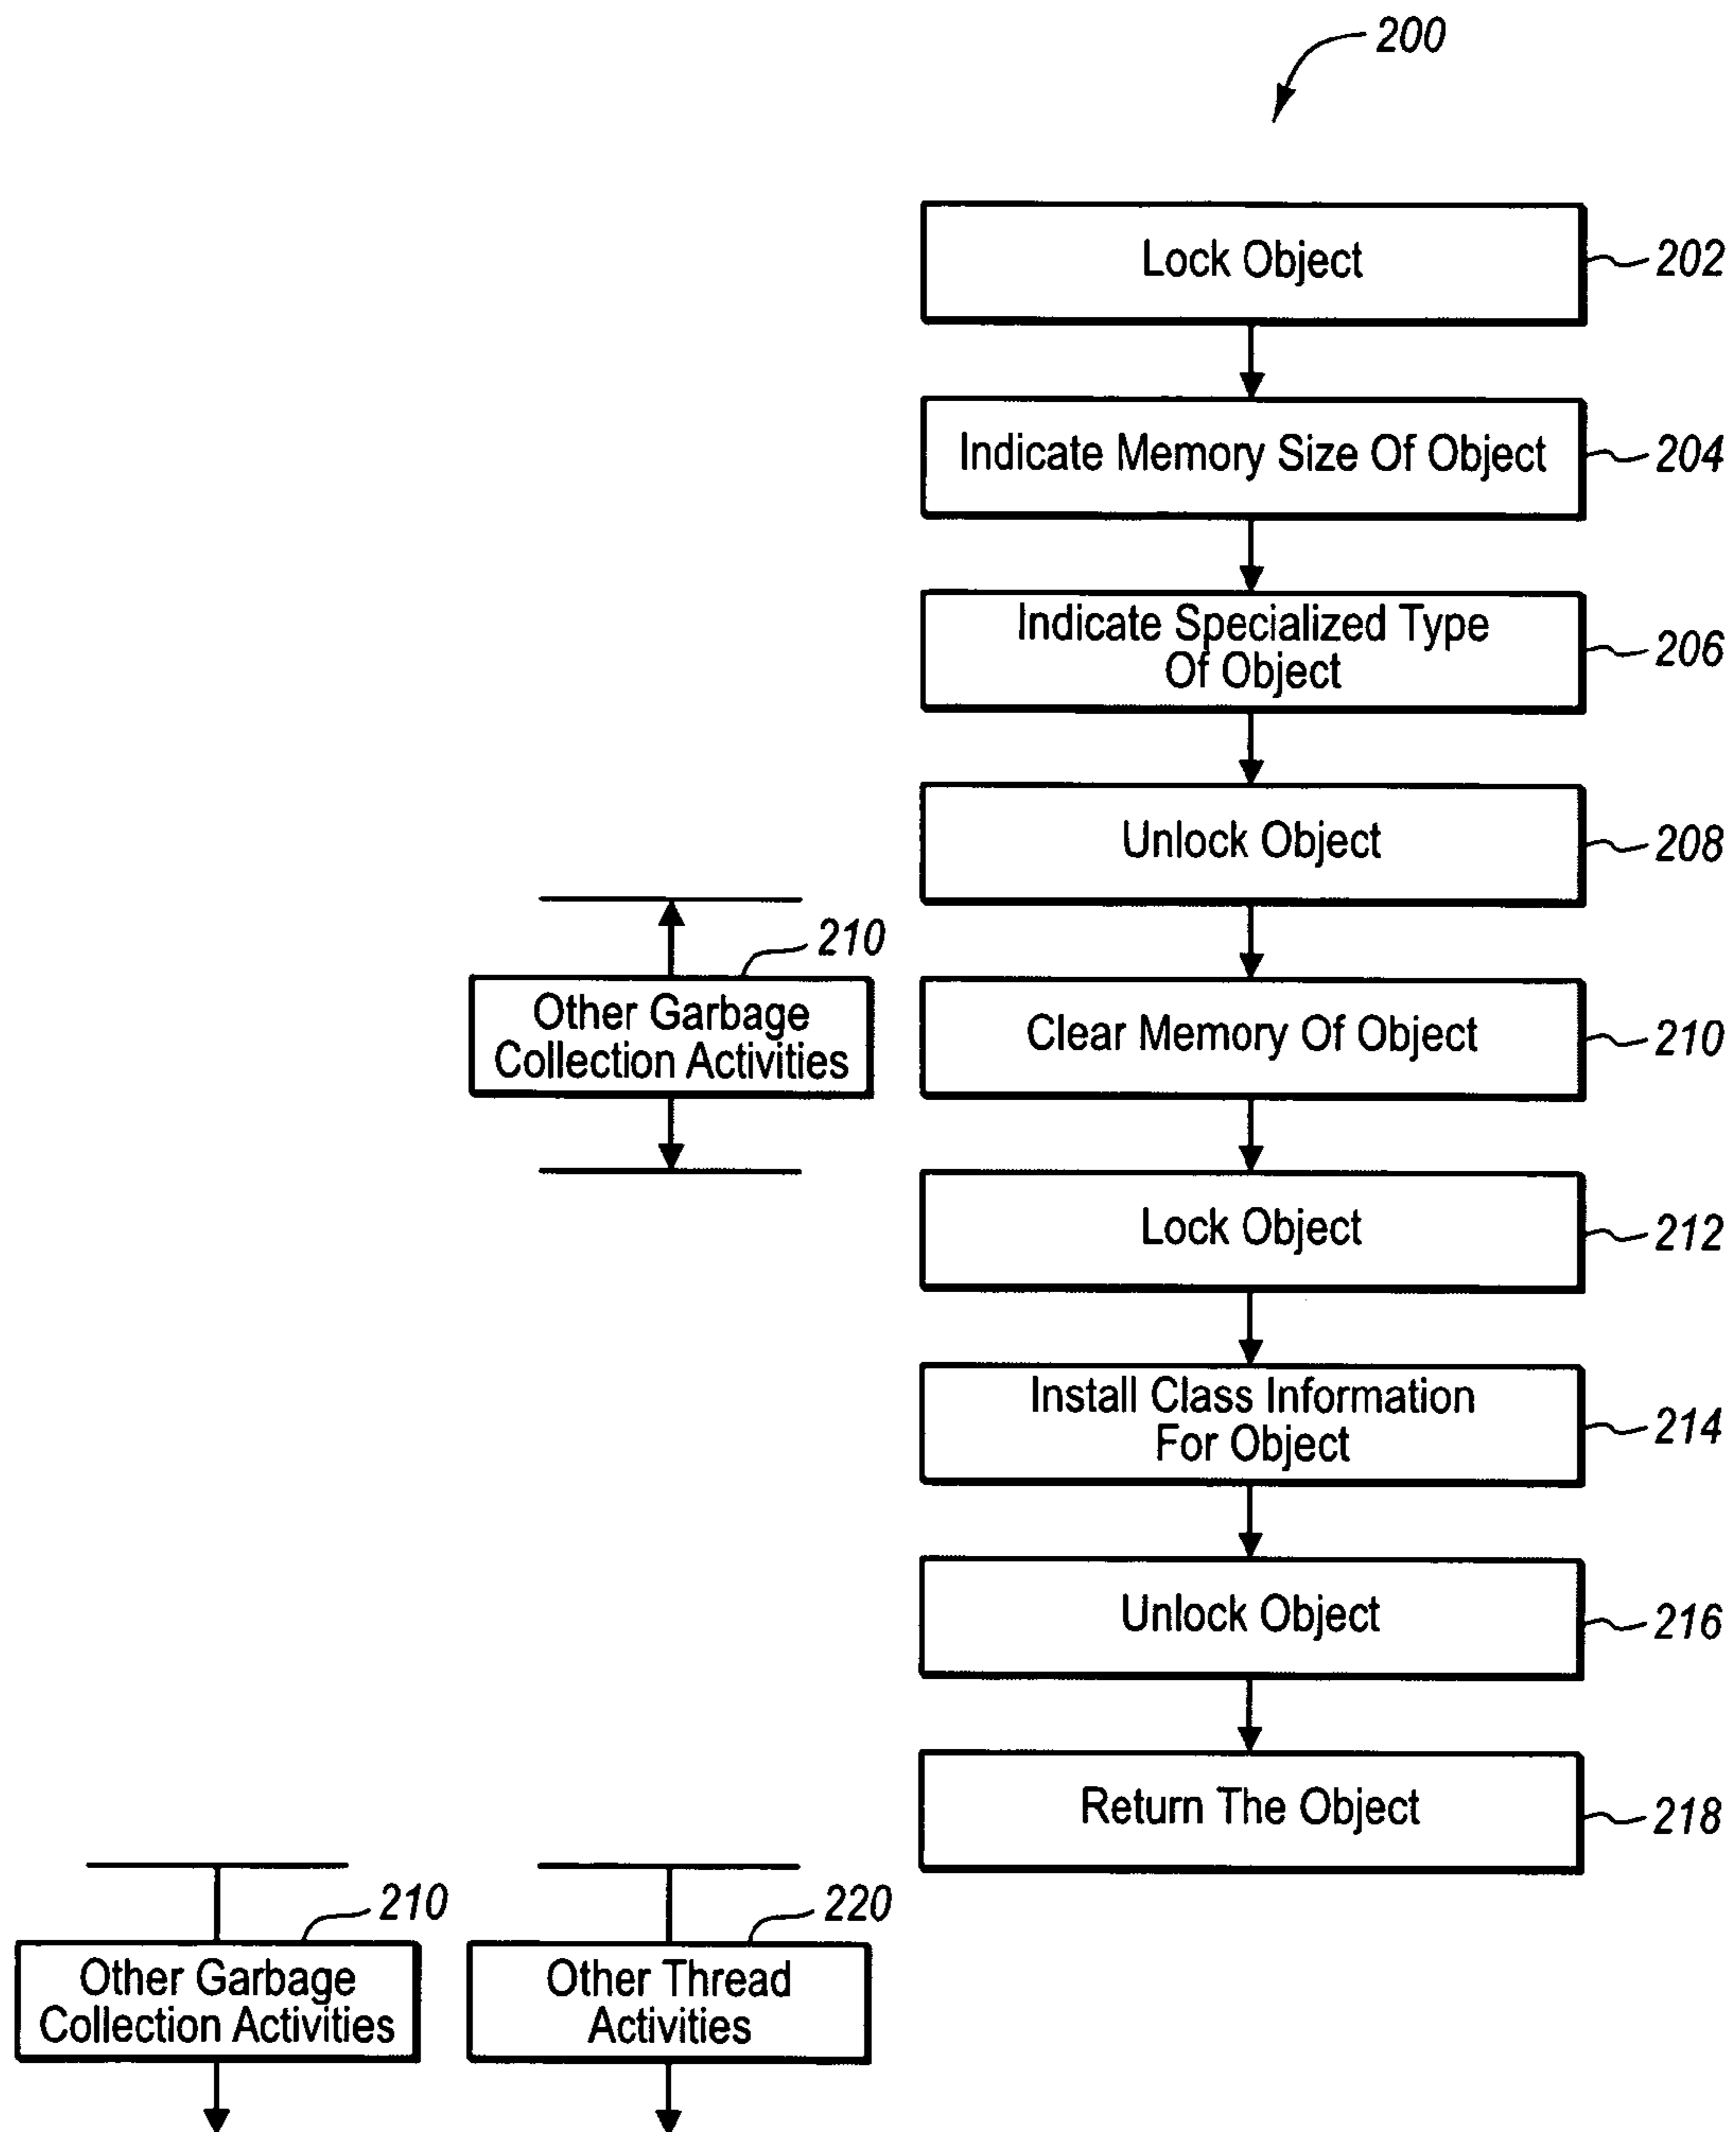 200
Lock Object
202
Indicate Memory Size Of Object
204
Indicate Specialized Type
Of Object
206
Unlock Object
208
210
Other Garbage
Collection Activities
Clear Memory Of Object
210
Lock Object
212
Install Class Information
For Object
214
Unlock Object
216
Return The Object
218
210
Other Garbage
Collection Activities
220
Other Thread
Activities